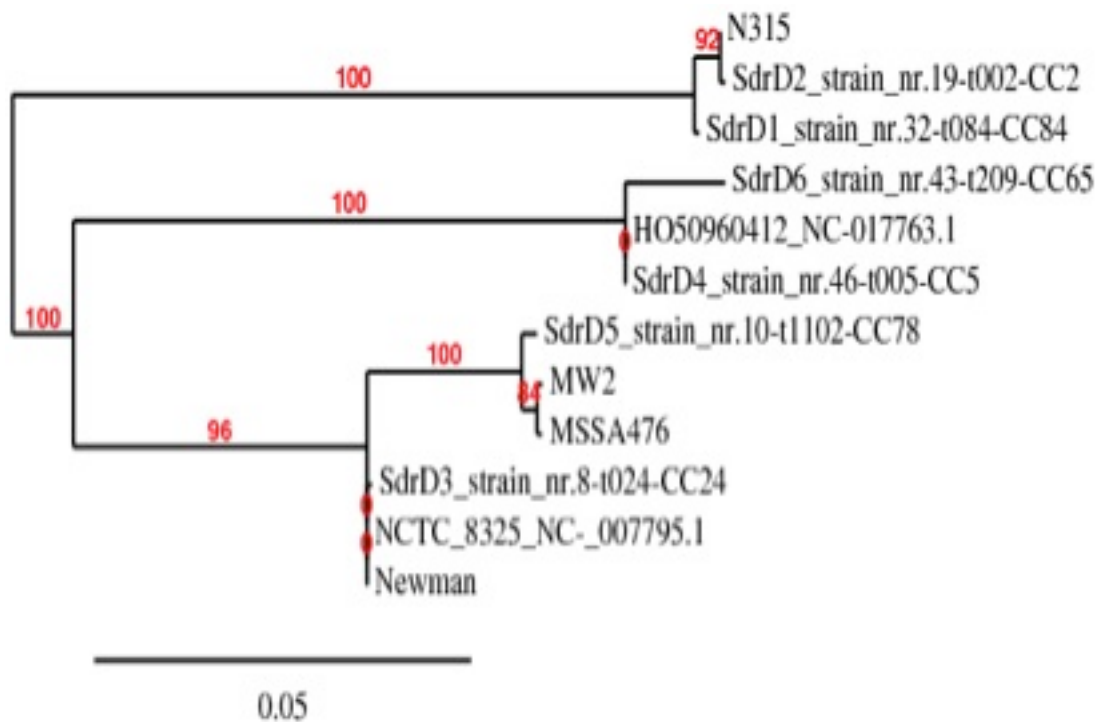 N315
92
100
SdrD2_strain_nr.19-t002-CC2
SdrD1_strain_nr.32-t084-CC84
SdrD6_strain_nr.43-t209-CC65
100
HO50960412_NC-017763.1
SdrD4_strain_nr.46-t005-CC5
100
SdrD5_strain_nr.10-t1102-CC78
100
MW2
84
MSSA476
96
SdrD3_strain_nr.8-t024-CC24
NCTC_8325_NC-_007795.1
Newman
0.05